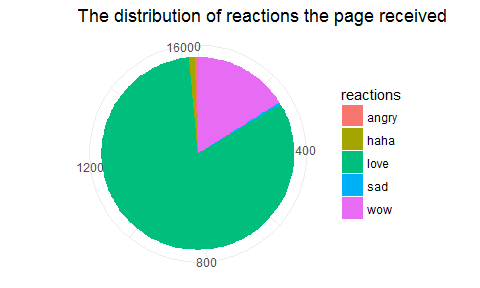 The distribution of reactions the page received
16000
400
800
1200
reactions
angry
haha
love
sad
wow